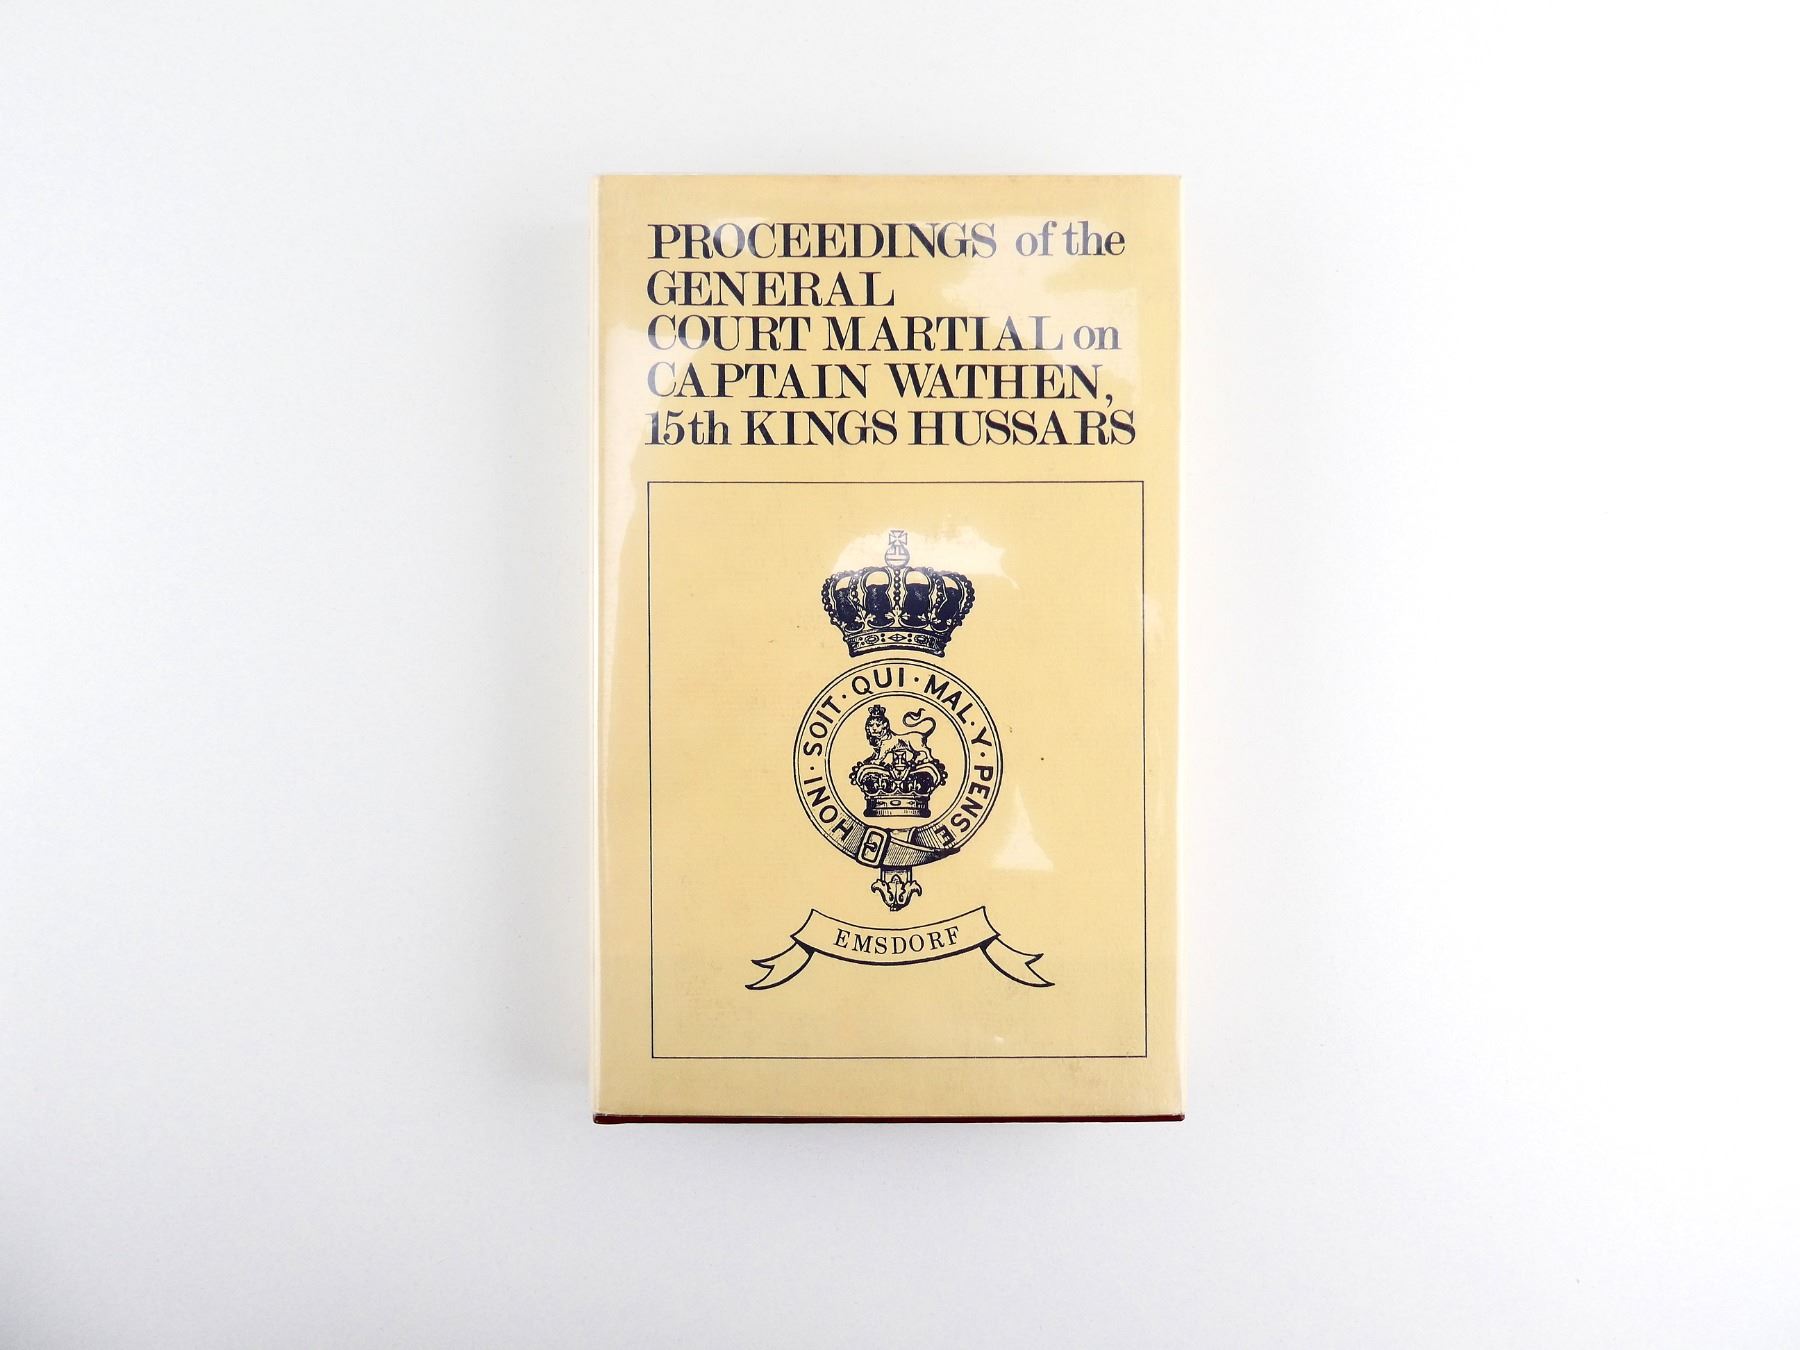 PROCEEDINGS of the
GENERAL
COURT MARTIAL on
CAPTAIN WATHEN,
15th KINGS HUSSARS
HONI · SOIT · QUI · MAL · Y · PENSE
EMSDORF